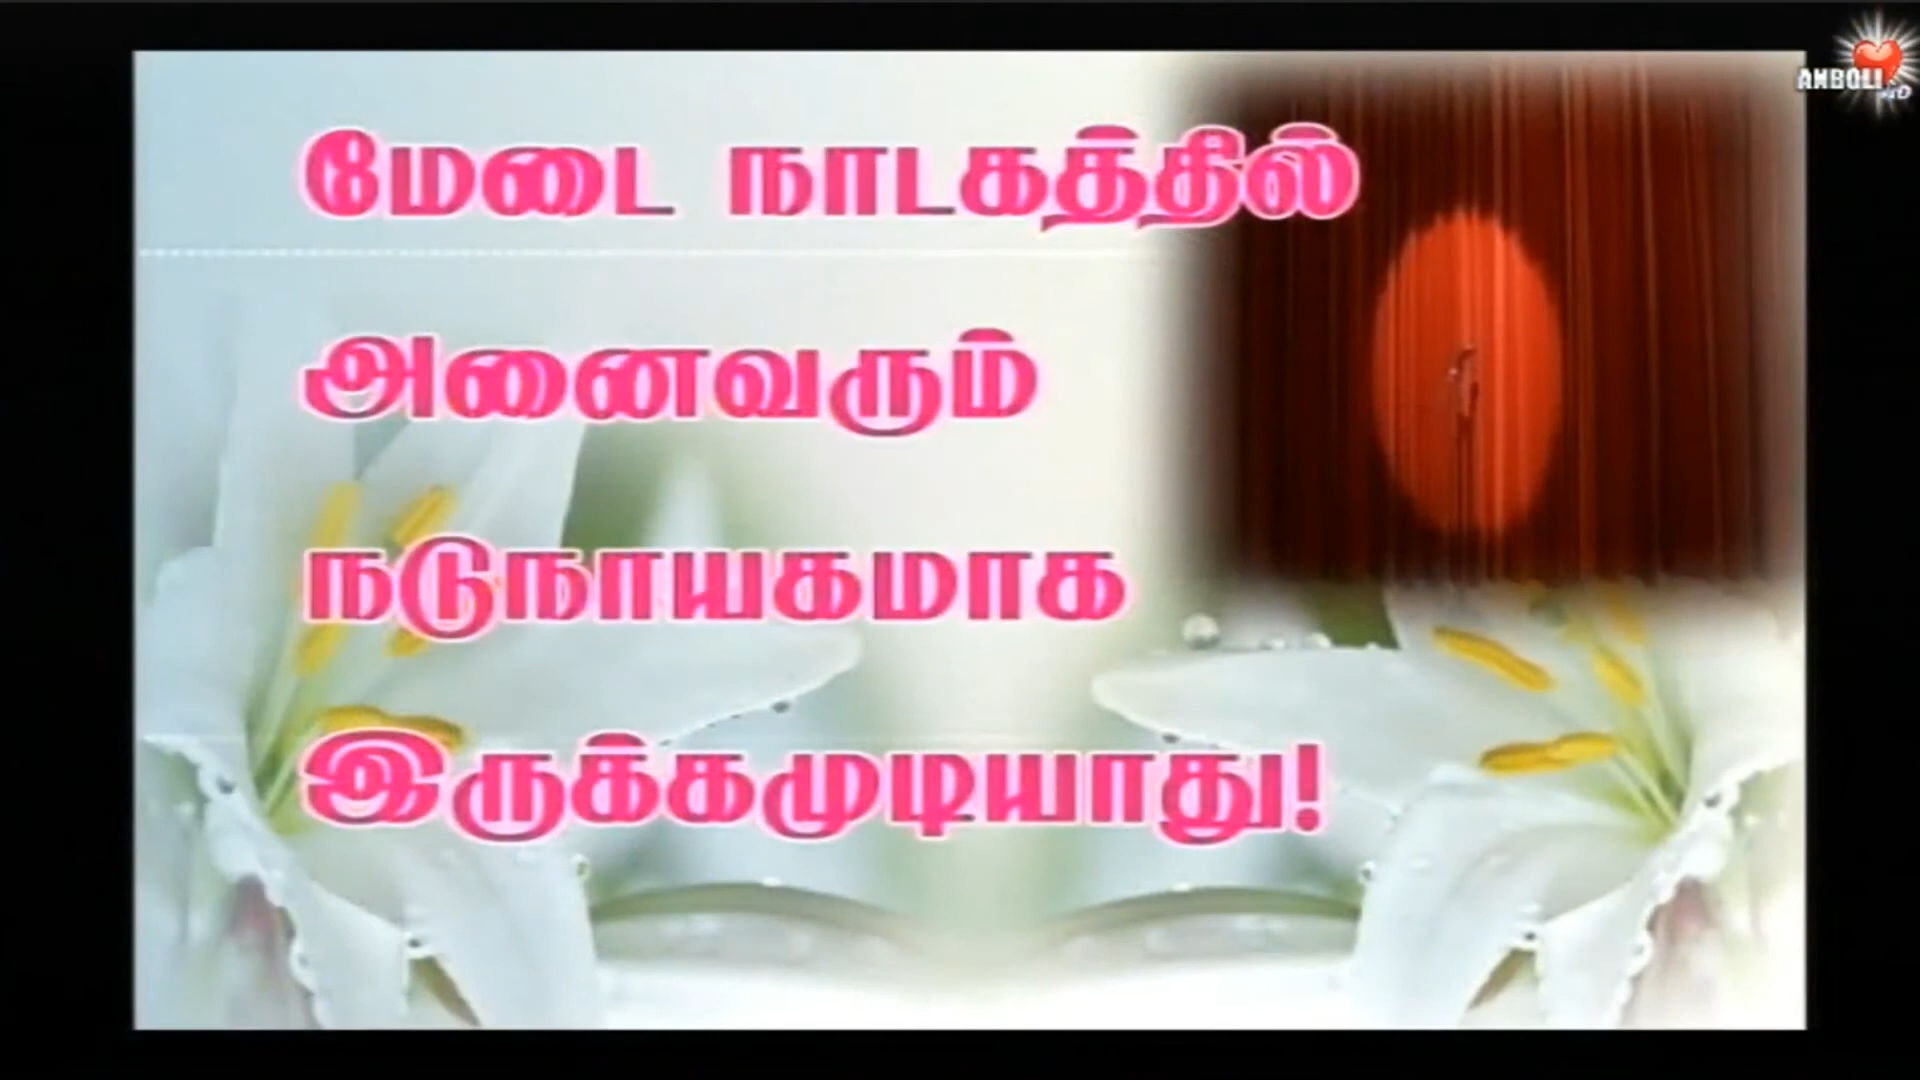 ANBOLI HD
மேடை நாடகத்தில்
அனைவரும்
நடுநாயகமாக
இருக்கமுடியாது!